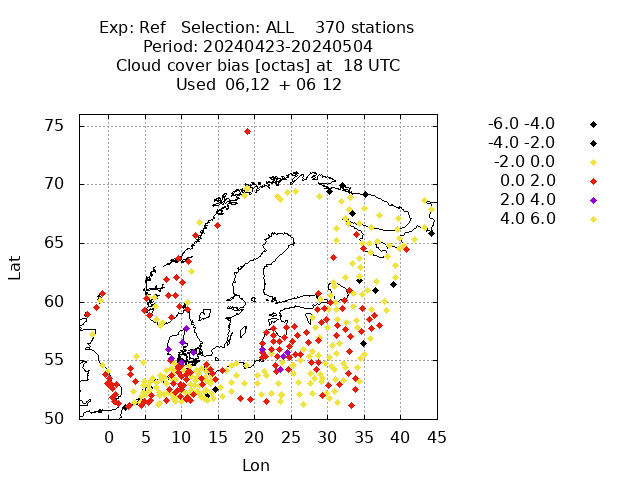 Exp: Ref   Selection: ALL    370 stations
Period: 20240423-20240504
Cloud cover bias [octas] at  18 UTC
Used  06,12  + 06 12
75
70
65
60
55
50
Lat
0 5 10 15 20 25 30 35 40 45
Lon
-6.0 -4.0
-4.0 -2.0
-2.0 0.0
0.0 2.0
2.0 4.0
4.0 6.0